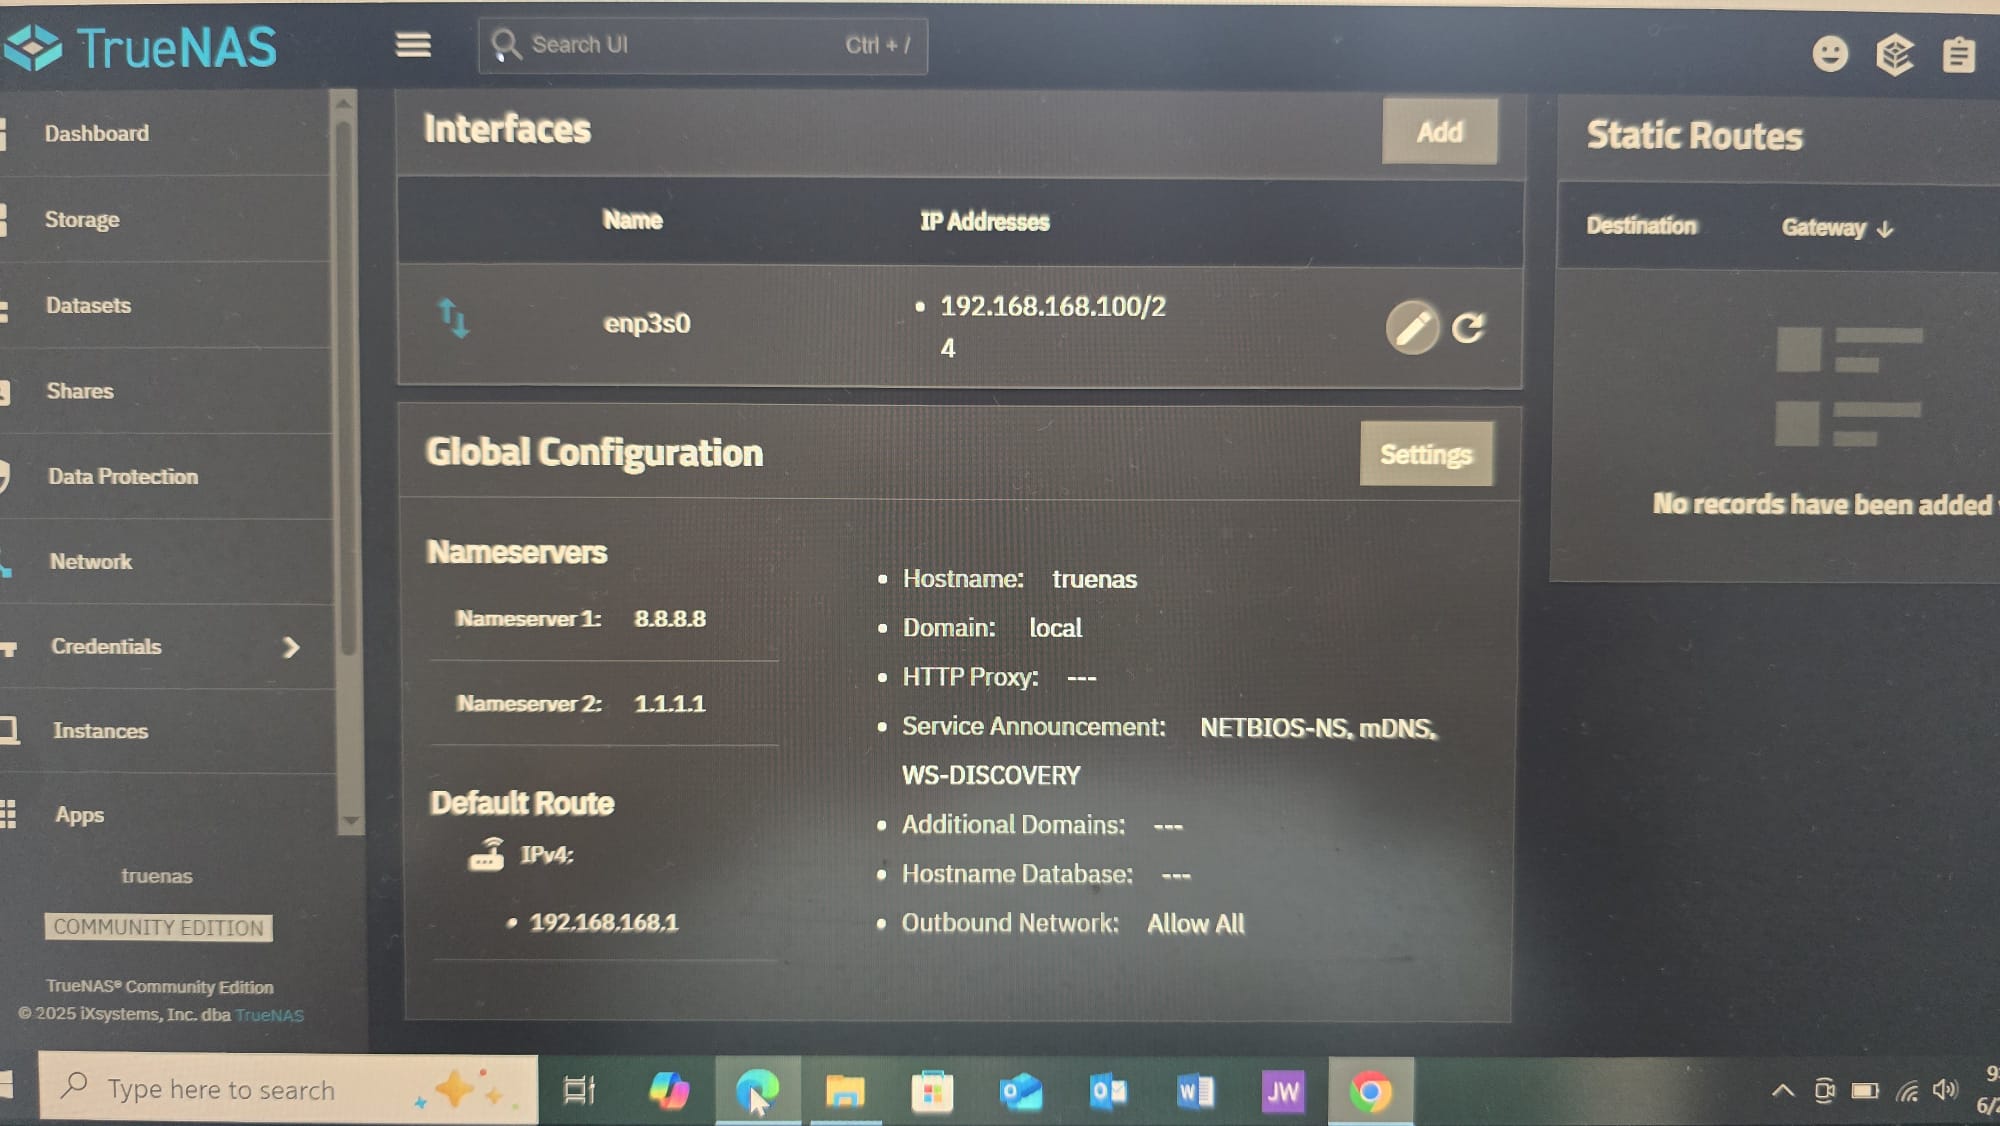 TrueNAS
Search UI
Ctrl + /
Dashboard
Storage
Datasets
Shares
Data Protection
Network
Credentials
Instances
Apps
truenas
COMMUNITY EDITION
TrueNAS® Community Edition
© 2025 iXsystems, Inc. dba TrueNAS
Interfaces
Add
Name
IP Addresses
enp3s0
• 192.168.168.100/2
4
Global Configuration
Settings
Nameservers
Nameserver 1: 8.8.8.8
Nameserver 2: 1.1.1.1
Default Route
IPv4:
• 192.168.168.1
• Hostname: truenas
• Domain: local
• HTTP Proxy: ---
• Service Announcement: NETBIOS-NS, mDNS,
WS-DISCOVERY
• Additional Domains: ---
• Hostname Database: ---
• Outbound Network: Allow All
Static Routes
Destination
Gateway
No records have been added
Type here to search
JW